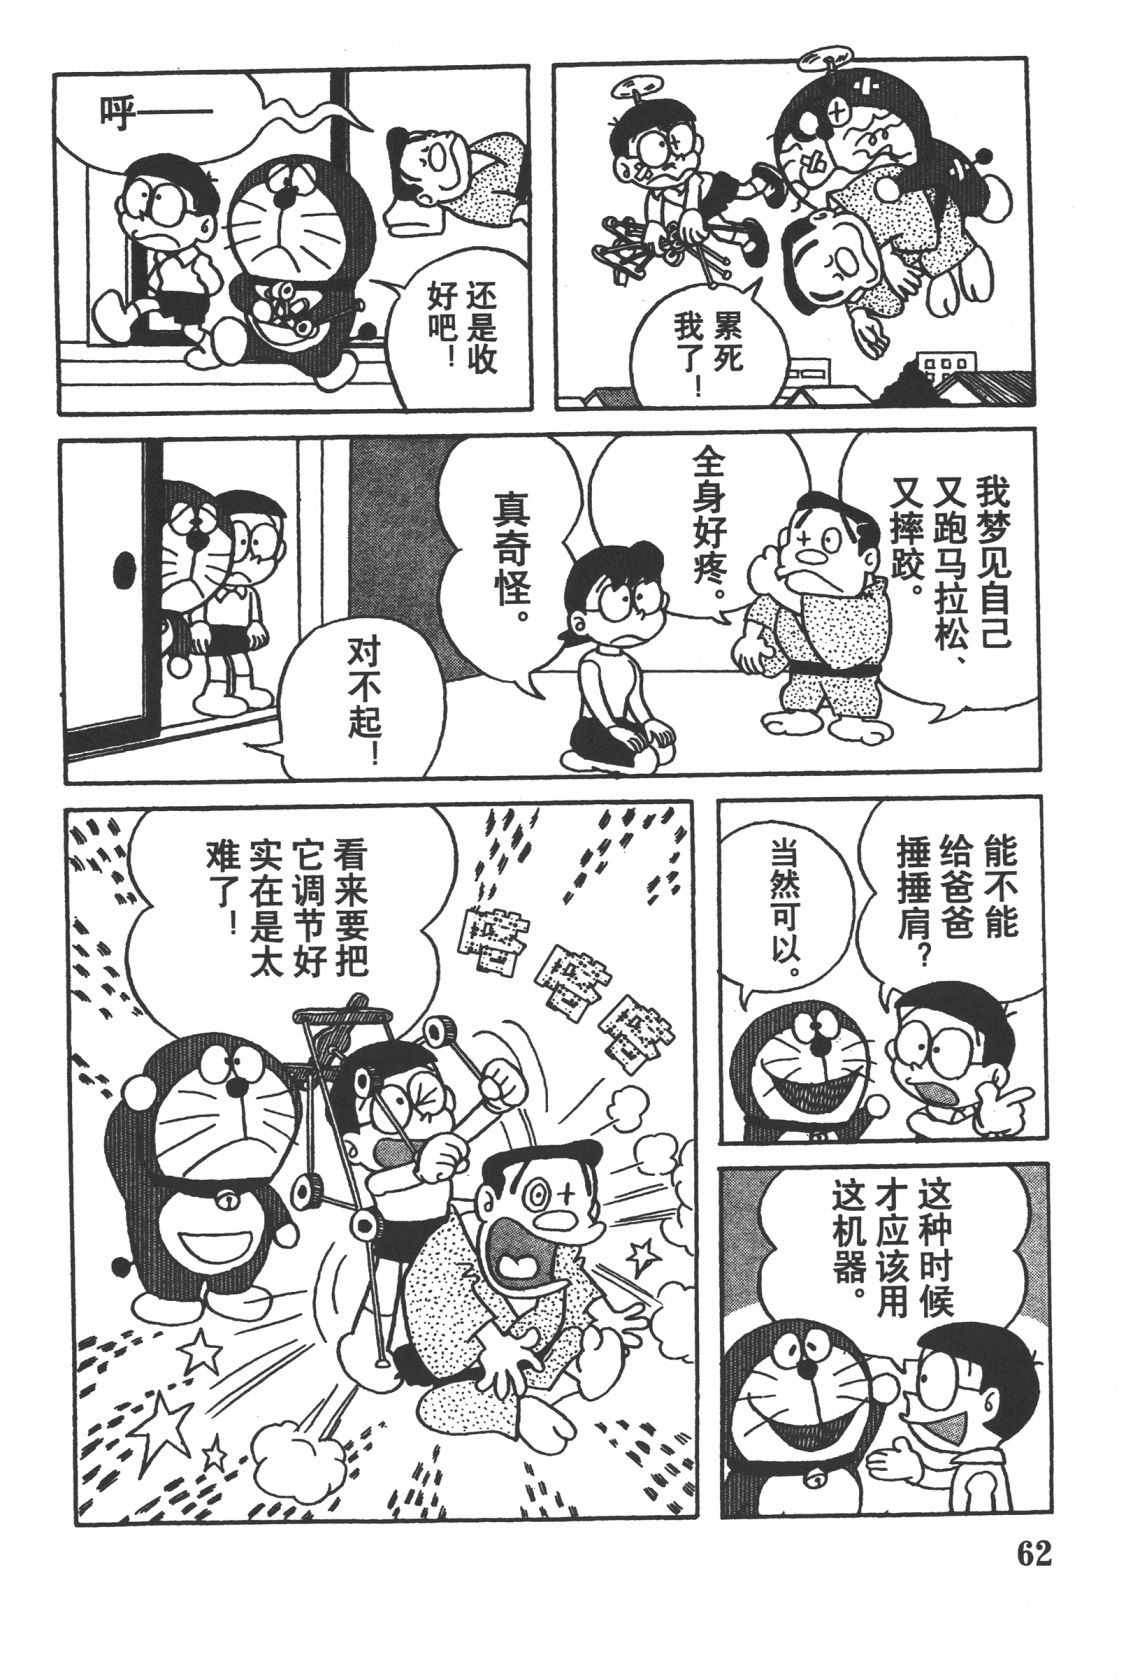 累死
我了！
呼——
还是收
好吧！
我梦见自己
又跑马拉松、
又摔跤。
全身好疼。
真奇怪。
对不起！
能不能
给爸爸
捶捶肩？
当然可以。
这种时候
才应该用
这机器。
看来要把
它调节好
实在是太
难了！
嗒嗒嗒
62